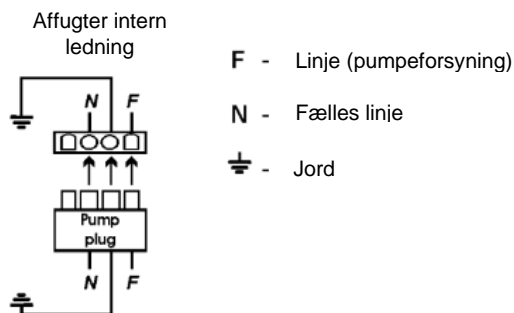 Affugter intern
ledning
N F
Pump
plug
N F
F - Linje (pumpeforsyning)
N - Fælles linje
- Jord